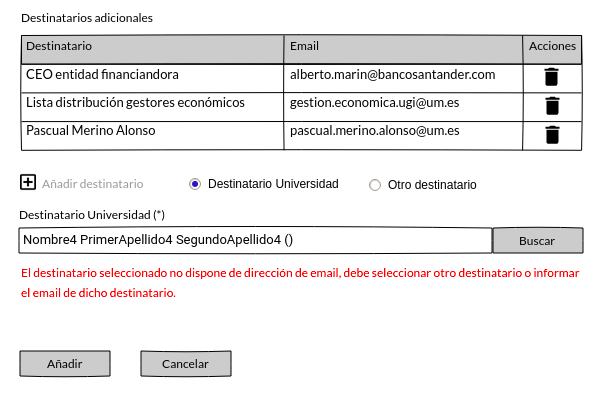 Destinatarios adicionales
Destinatario Email Acciones
CEO entidad financiandora alberto.marin@bancosantander.com
Lista distribución gestores económicos gestion.economica.ugi@um.es
Pascual Merino Alonso pascual.merino.alonso@um.es
Añadir destinatario Destinatario Universidad Otro destinatario
Destinatario Universidad (*)
Nombre4 PrimerApellido4 SegundoApellido4 () Buscar
El destinatario seleccionado no dispone de dirección de email, debe seleccionar otro destinatario o informar
el email de dicho destinatario.
Añadir Cancelar